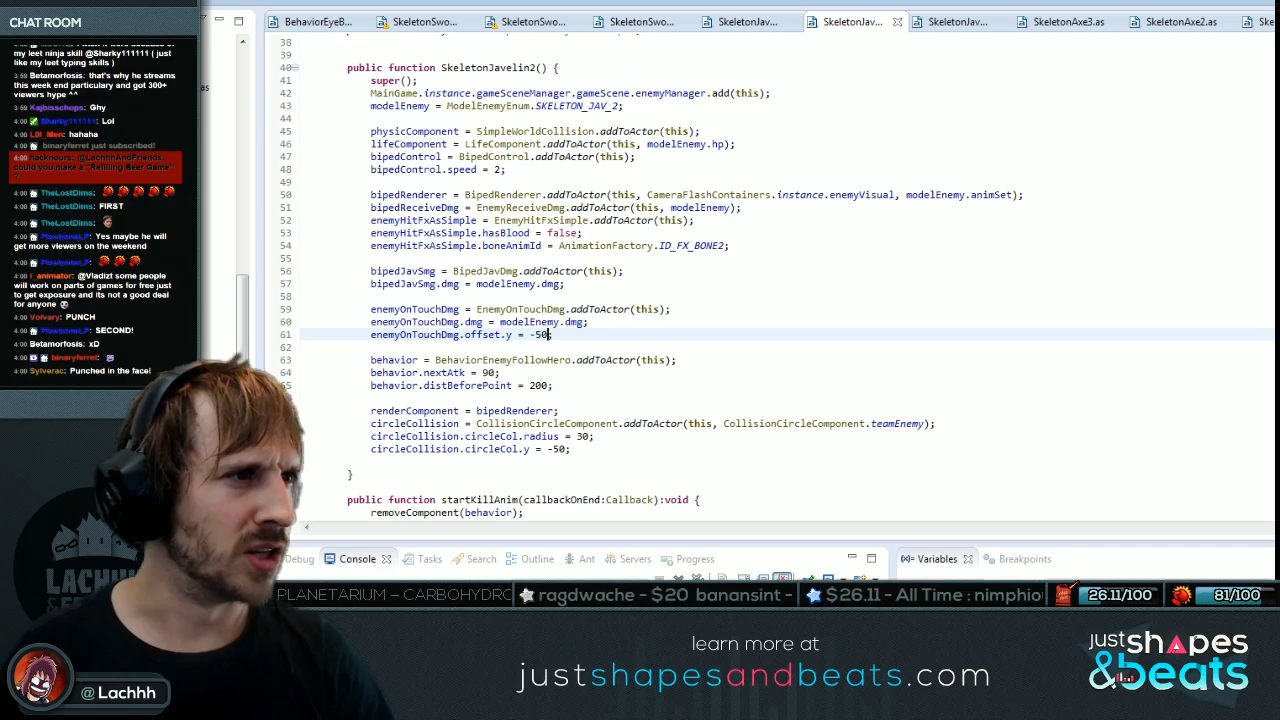 CHAT ROOM
my leet ninja skill @Sharky111111 ( just
like my leet typing skills )
3:59 Betamorfosis: that's why he streams
this week end particulary and got 300+
viewers hype ^^
3:59 Kajbisschops: Ghy
4:00 Sharky111111: Lol
4:00 L0l_Men: hahaha
4:00 binaryferret just subscribed!
4:00 hacknours: @LachhhAndFriends,
could you make a "Refilling Beer Game"
?
4:00 TheLostDims:
4:00 TheLostDims: FIRST
4:00 TheLostDims:
4:00 Yes maybe he will
get more viewers on the weekend
4:00
4:00 i_animator: @Vladizt some people
will work on parts of games for free just
to get exposure and its not a good deal
for anyone
4:00 Volvary: PUNCH
4:00 SECOND!
4:00 Betamorfosis: xD
4:00 binaryferret:
4:00 Sylverac: Punched in the face!
BehaviorEyeB...
SkeletonSwo...
SkeletonSwo...
SkeletonSwo...
SkeletonJav...
SkeletonJav...
SkeletonJav...
SkeletonAxe3.as
SkeletonAxe2.as
Ske
as
38
39
40 public function SkeletonJavelin2() {
41 super();
42 MainGame.instance.gameSceneManager.gameScene.enemyManager.add(this);
43 modelEnemy = ModelEnemyEnum.SKELETON_JAV_2;
44
45 physicComponent = SimpleWorldCollision.addToActor(this);
46 lifeComponent = LifeComponent.addToActor(this, modelEnemy.hp);
47 bipedControl = BipedControl.addToActor(this);
48 bipedControl.speed = 2;
49
50 bipedRenderer = BipedRenderer.addToActor(this, CameraFlashContainers.instance.enemyVisual, modelEnemy.animSet);
51 bipedReceiveDmg = EnemyReceiveDmg.addToActor(this, modelEnemy);
52 enemyHitFxAsSimple = EnemyHitFxSimple.addToActor(this);
53 enemyHitFxAsSimple.hasBlood = false;
54 enemyHitFxAsSimple.boneAnimId = AnimationFactory.ID_FX_BONE2;
55
56 bipedJavSmg = BipedJavDmg.addToActor(this);
57 bipedJavSmg.dmg = modelEnemy.dmg;
58
59 enemyOnTouchDmg = EnemyOnTouchDmg.addToActor(this);
60 enemyOnTouchDmg.dmg = modelEnemy.dmg;
61 enemyOnTouchDmg.offset.y = -50;
62
63 behavior = BehaviorEnemyFollowHero.addToActor(this);
64 behavior.nextAtk = 90;
65 behavior.distBeforePoint = 200;
renderComponent = bipedRenderer;
circleCollision = CollisionCircleComponent.addToActor(this, CollisionCircleComponent.teamEnemy);
circleCollision.circleCol.radius = 30;
circleCollision.circleCol.y = -50;
}
public function startKillAnim(callbackOnEnd:Callback):void {
removeComponent(behavior);
Debug
Console
Tasks
Search
Outline
Ant
Servers
Progress
(x)= Variables
Breakpoints
PLANETARIUM – CARBOHYDRC
ragdwache - $20 banansint -
$26.11 - All Time : nimphio
26.11/100
81/100
LACHH
@ Lachhh
learn more at
justshapesandbeats.com
just shapes
&beats